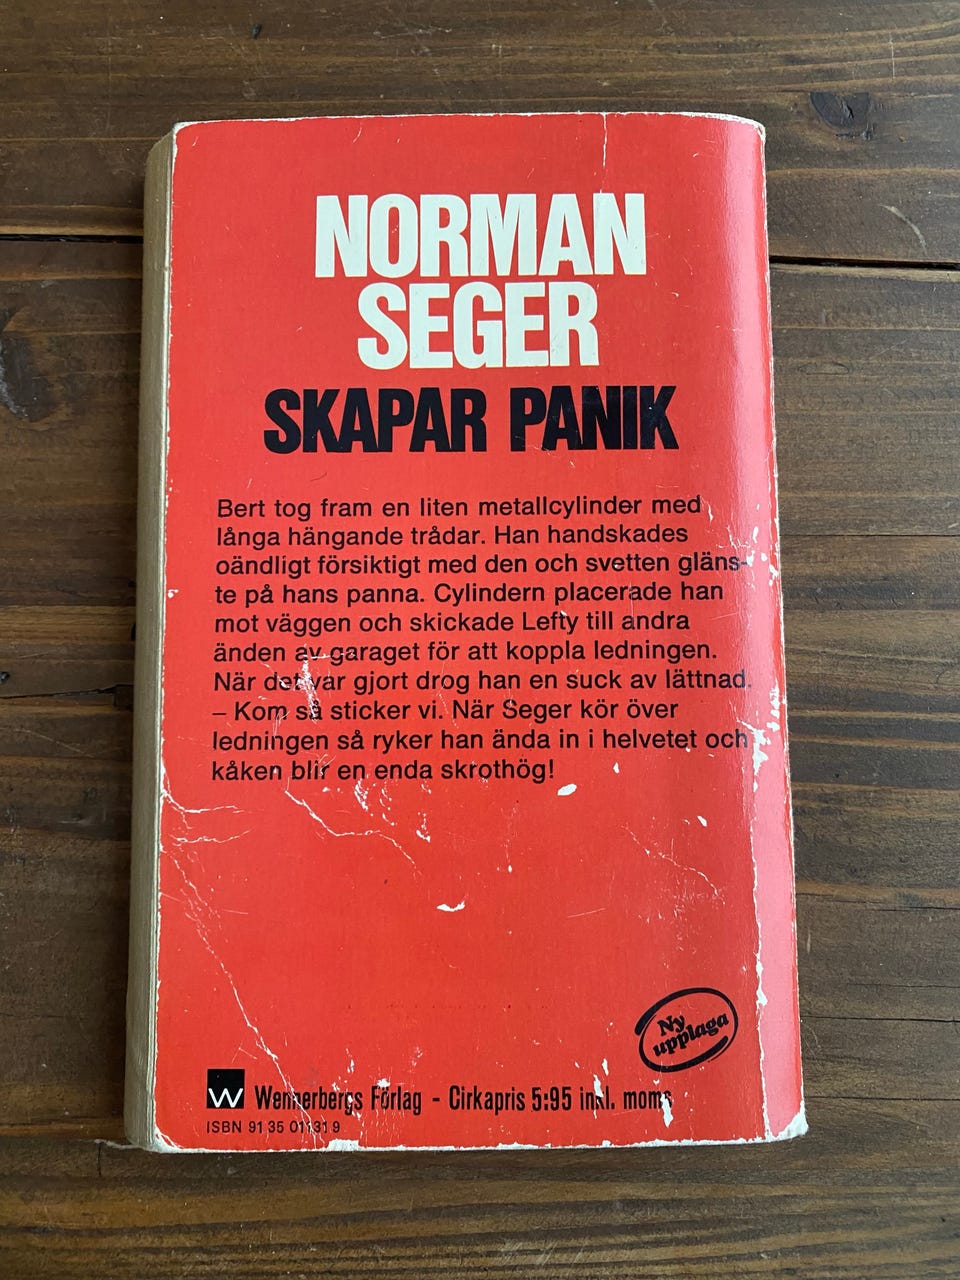 NORMAN
SEGER
SKAPAR PANIK
Bert tog fram en liten metallcylinder med
långa hängande trådar. Han handskades
oändligt försiktigt med den och svetten gläns-
te på hans panna. Cylindern placerade han
mot väggen och skickade Lefty till andra
änden av garaget för att koppla ledningen.
När det var gjort drog han en suck av lättnad.
– Kom så sticker vi. När Seger kör över
ledningen så ryker han ända in i helvetet och
kåken blir en enda skrothög!
Ny
upplaga
W Wennerbergs Förlag - Cirkapris 5:95 inkl. moms
ISBN 91 35 01131 9